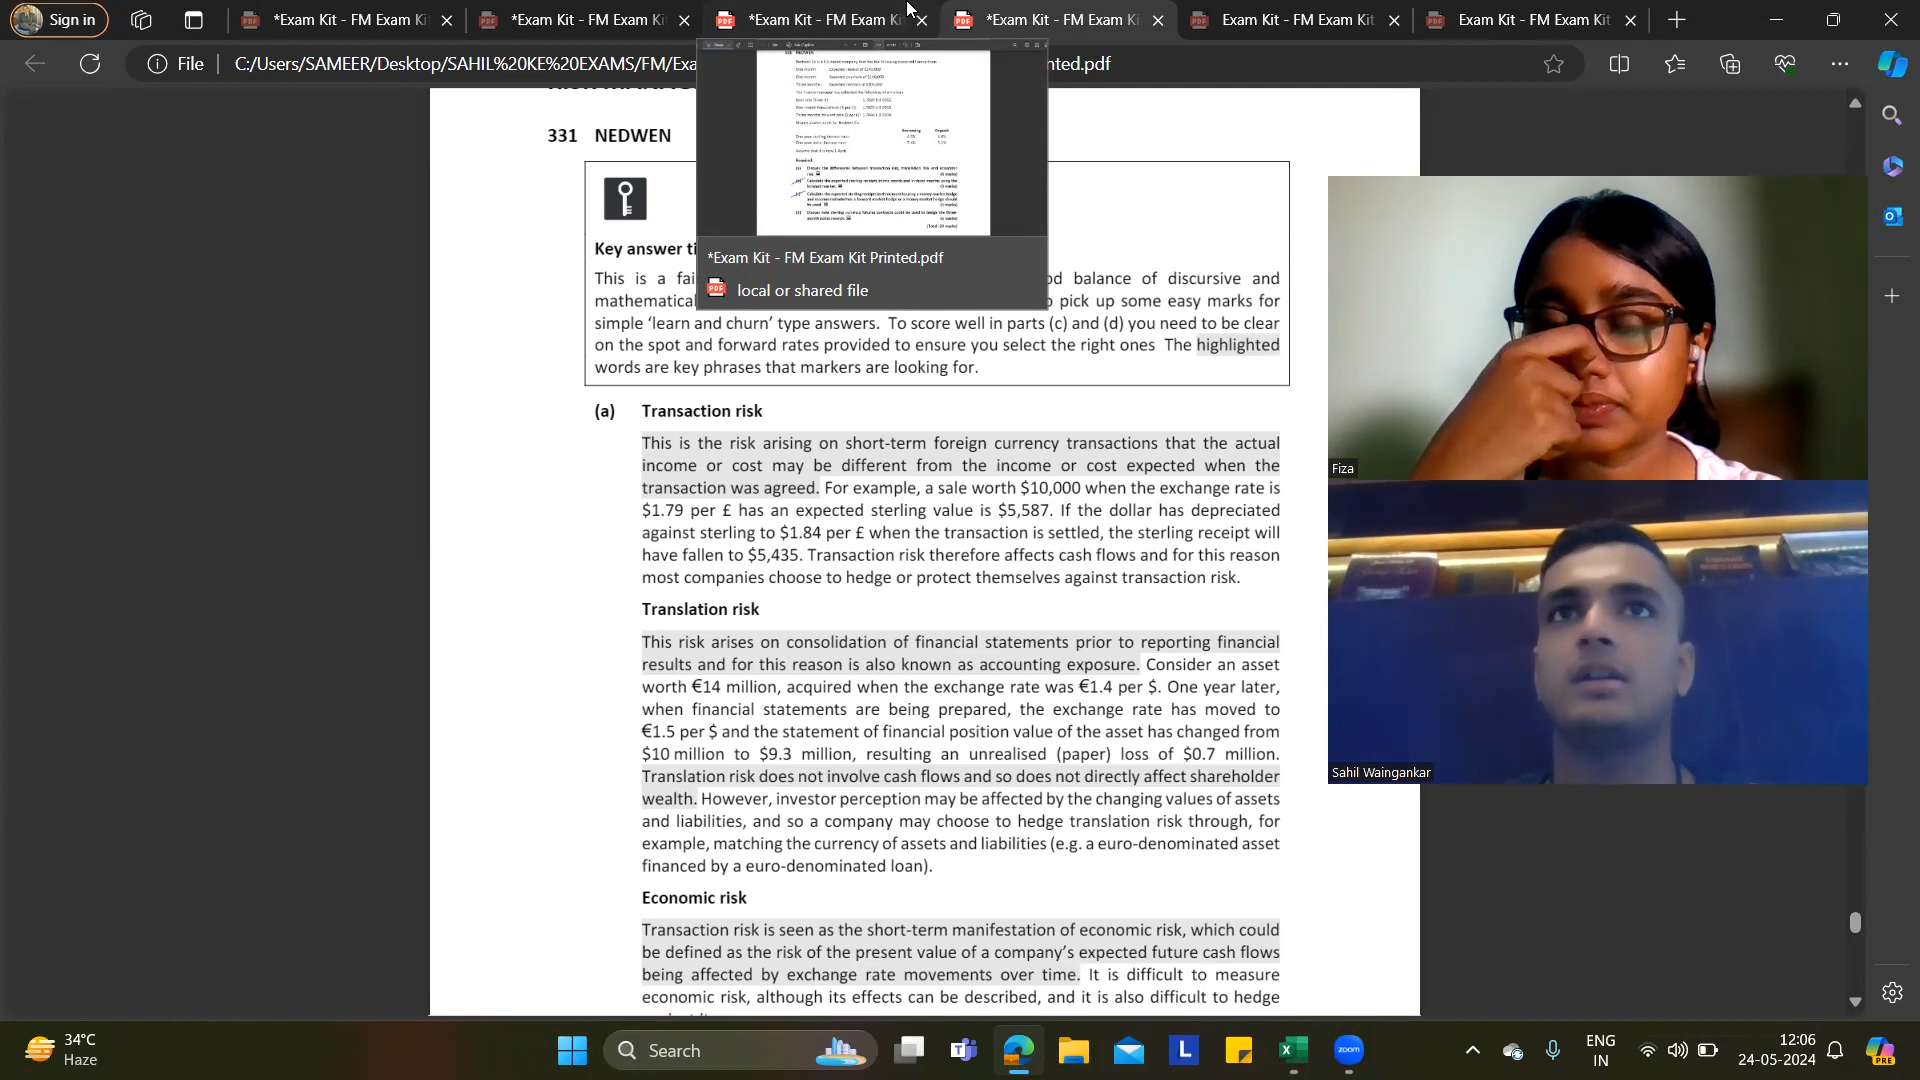 Sign in
*Exam Kit - FM Exam Kit
*Exam Kit - FM Exam Kit
*Exam Kit - FM Exam Ki
*Exam Kit - FM Exam Ki
Exam Kit - FM Exam Kit
Exam Kit - FM Exam Kit
File
C:/Users/SAMEER/Desktop/SAHIL%20KE%20EXAMS/FM/Exa
nted.pdf
331 NEDWEN
*Exam Kit - FM Exam Kit Printed.pdf
local or shared file
Key answer ti
This is a fai
od balance of discursive and
mathematical
o pick up some easy marks for
simple ‘learn and churn’ type answers. To score well in parts (c) and (d) you need to be clear
on the spot and forward rates provided to ensure you select the right ones The highlighted
words are key phrases that markers are looking for.
(a) Transaction risk
This is the risk arising on short-term foreign currency transactions that the actual
income or cost may be different from the income or cost expected when the
transaction was agreed. For example, a sale worth $10,000 when the exchange rate is
$1.79 per £ has an expected sterling value is $5,587. If the dollar has depreciated
against sterling to $1.84 per £ when the transaction is settled, the sterling receipt will
have fallen to $5,435. Transaction risk therefore affects cash flows and for this reason
most companies choose to hedge or protect themselves against transaction risk.
Translation risk
This risk arises on consolidation of financial statements prior to reporting financial
results and for this reason is also known as accounting exposure. Consider an asset
worth €14 million, acquired when the exchange rate was €1.4 per $. One year later,
when financial statements are being prepared, the exchange rate has moved to
€1.5 per $ and the statement of financial position value of the asset has changed from
$10 million to $9.3 million, resulting an unrealised (paper) loss of $0.7 million.
Translation risk does not involve cash flows and so does not directly affect shareholder
wealth. However, investor perception may be affected by the changing values of assets
and liabilities, and so a company may choose to hedge translation risk through, for
example, matching the currency of assets and liabilities (e.g. a euro-denominated asset
financed by a euro-denominated loan).
Economic risk
Transaction risk is seen as the short-term manifestation of economic risk, which could
be defined as the risk of the present value of a company’s expected future cash flows
being affected by exchange rate movements over time. It is difficult to measure
economic risk, although its effects can be described, and it is also difficult to hedge
Fiza
Sahil Waingankar
34°C
Haze
Search
zoom
ENG
IN
12:06
24-05-2024
PRE